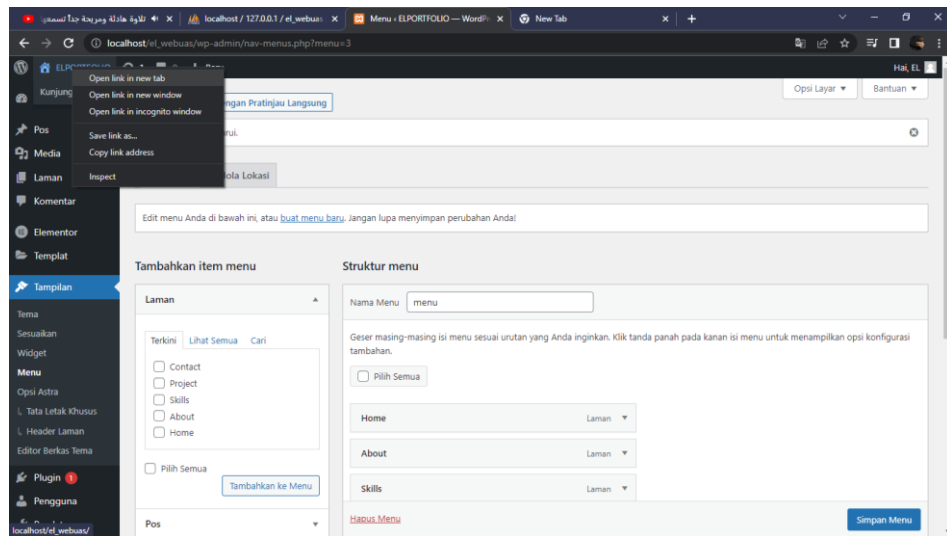 تلاوة هادئة ومريحة جداً تسمعها
localhost / 127.0.0.1 / el_webuas
Menu ‹ ELPORTFOLIO — WordPr
New Tab
localhost/el_webuas/wp-admin/nav-menus.php?menu=3
Hai, EL
Open link in new tab
Open link in new window
Open link in incognito window
Save link as...
Copy link address
Inspect
Kunjung
ngan Pratinjau Langsung
Opsi Layar
Bantuan
rui.
lola Lokasi
Pos
Media
Laman
Komentar
Elementor
Templat
Tampilan
Tema
Sesuaikan
Widget
Menu
Opsi Astra
Tata Letak Khusus
Header Laman
Editor Berkas Tema
Plugin 1
Pengguna
localhost/el_webuas/
Edit menu Anda di bawah ini, atau buat menu baru. Jangan lupa menyimpan perubahan Anda!
Tambahkan item menu
Laman
Terkini Lihat Semua Cari
Contact
Project
Skills
About
Home
Pilih Semua
Tambahkan ke Menu
Pos
Struktur menu
Nama Menu menu
Geser masing-masing isi menu sesuai urutan yang Anda inginkan. Klik tanda panah pada kanan isi menu untuk menampilkan opsi konfigurasi
tambahan.
Pilih Semua
Home Laman
About Laman
Skills Laman
Hapus Menu
Simpan Menu